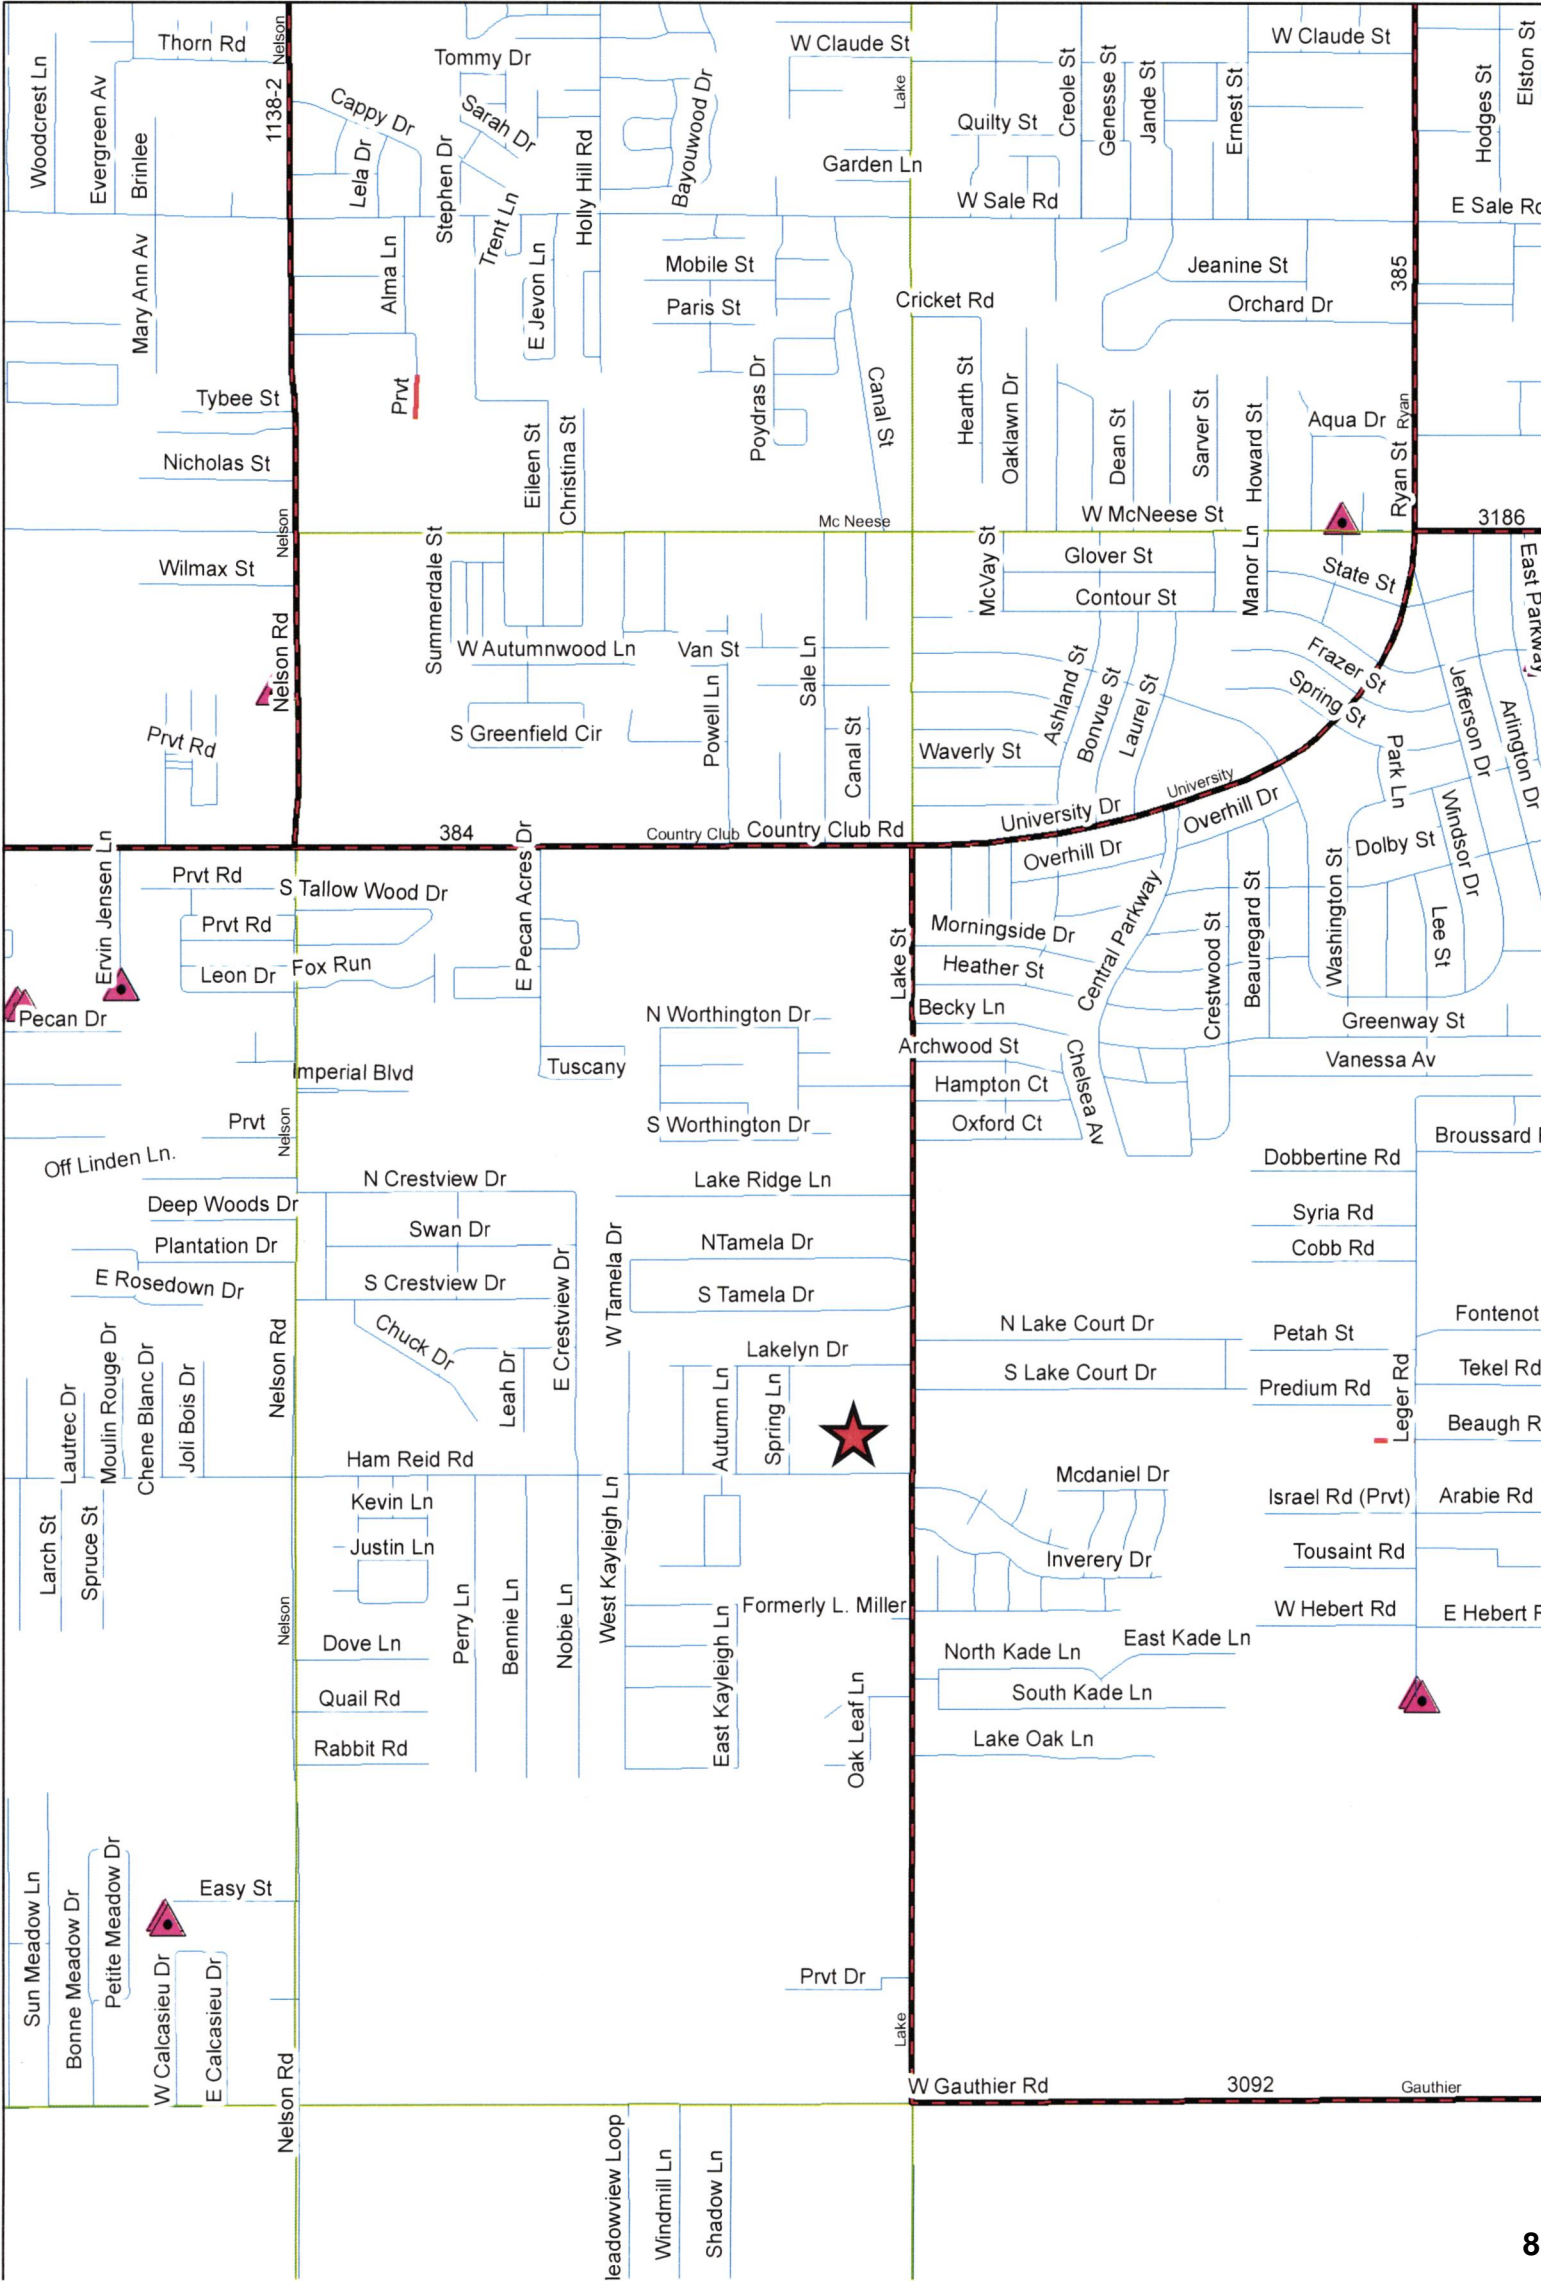 Thorn Rd
Nelson
Tommy Dr
W Claude St
W Claude St
Elston St
Woodcrest Ln
Evergreen Av
Brinlee
1138-2
Cappy Dr
Sarah Dr
Bayouwood Dr
Lake
Creole St
Genesse St
Jande St
Ernest St
Hodges St
Lela Dr
Stephen Dr
Holly Hill Rd
Quilty St
Garden Ln
W Sale Rd
E Sale Rd
Trent Ln
Mary Ann Av
Alma Ln
E Jevon Ln
Mobile St
Paris St
Cricket Rd
Jeanine St
Orchard Dr
385
Tybee St
Prvt
Poydras Dr
Canal St
Hearth St
Oaklawn Dr
Dean St
Sarver St
Howard St
Aqua Dr
Ryan
Ryan St
Nicholas St
Eileen St
Christina St
Nelson
Mc Neese
W McNeese St
3186
Wilmax St
Summerdale St
McVay St
Glover St
Contour St
Manor Ln
State St
East Parkway
Nelson Rd
W Autumnwood Ln
Van St
Sale Ln
Frazer St
Spring St
Jefferson Dr
Arlington Dr
Prvt Rd
S Greenfield Cir
Powell Ln
Canal St
Ashland St
Bonvue St
Laurel St
Waverly St
Park Ln
University
University Dr
Overhill Dr
Windsor Dr
384
Country Club
Country Club Rd
Overhill Dr
Dolby St
Ervin Jensen Ln
Prvt Rd
S Tallow Wood Dr
E Pecan Acres Dr
Prvt Rd
Leon Dr
Fox Run
Lake St
Morningside Dr
Heather St
Central Parkway
Crestwood St
Beauregard St
Washington St
Lee St
Pecan Dr
N Worthington Dr
Becky Ln
Greenway St
Archwood St
Vanessa Av
Imperial Blvd
Tuscany
Hampton Ct
Chelsea Av
Oxford Ct
S Worthington Dr
Prvt
Nelson
Off Linden Ln.
Dobbertine Rd
N Crestview Dr
Lake Ridge Ln
Deep Woods Dr
Swan Dr
Syria Rd
Plantation Dr
W Tamela Dr
NTamela Dr
Cobb Rd
E Rosedown Dr
S Crestview Dr
E Crestview Dr
S Tamela Dr
N Lake Court Dr
Petah St
Fontenot
Chuck Dr
Leah Dr
Lakelyn Dr
S Lake Court Dr
Predium Rd
Leger Rd
Tekel Rd
Nelson Rd
Lautrec Dr
Moulin Rouge Dr
Chene Blanc Dr
Joli Bois Dr
Autumn Ln
Spring Ln
Ham Reid Rd
Mcdaniel Dr
Kevin Ln
Israel Rd (Prvt)
Arabie Rd
Larch St
Spruce St
Justin Ln
West Kayleigh Ln
Inverery Dr
Tousaint Rd
Nelson
Perry Ln
Bennie Ln
Nobie Ln
Formerly L. Miller
W Hebert Rd
Dove Ln
East Kayleigh Ln
North Kade Ln
East Kade Ln
Quail Rd
Oak Leaf Ln
South Kade Ln
Rabbit Rd
Lake Oak Ln
Easy St
Sun Meadow Ln
Bonne Meadow Dr
Petite Meadow Dr
W Calcasieu Dr
E Calcasieu Dr
Prvt Dr
Lake
Nelson Rd
W Gauthier Rd
3092
Gauthier
leadowview Loop
Windmill Ln
Shadow Ln
8